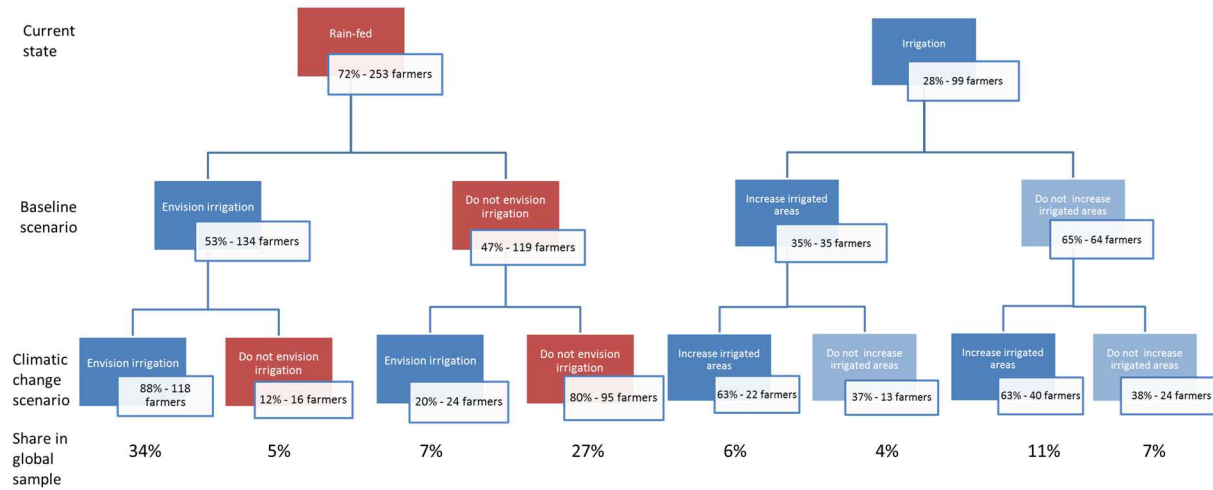 Current
state
Rain-fed
72% - 253 farmers
Irrigation
28% - 99 farmers
Baseline
scenario
Envision irrigation
53% - 134 farmers
Do not envision
irrigation
47% - 119 farmers
Increase irrigated
areas
35% - 35 farmers
Do not increase
irrigated areas
65% - 64 farmers
Climatic
change
scenario
Envision irrigation
88% - 118
farmers
Do not envision
irrigation
12% - 16 farmers
Envision irrigation
20% - 24 farmers
Do not envision
irrigation
80% - 95 farmers
Increase irrigated
areas
63% - 22 farmers
Do not increase
irrigated areas
37% - 13 farmers
Increase irrigated
areas
63% - 40 farmers
Do not increase
irrigated areas
38% - 24 farmers
Share in
global
sample
34%
5%
7%
27%
6%
4%
11%
7%